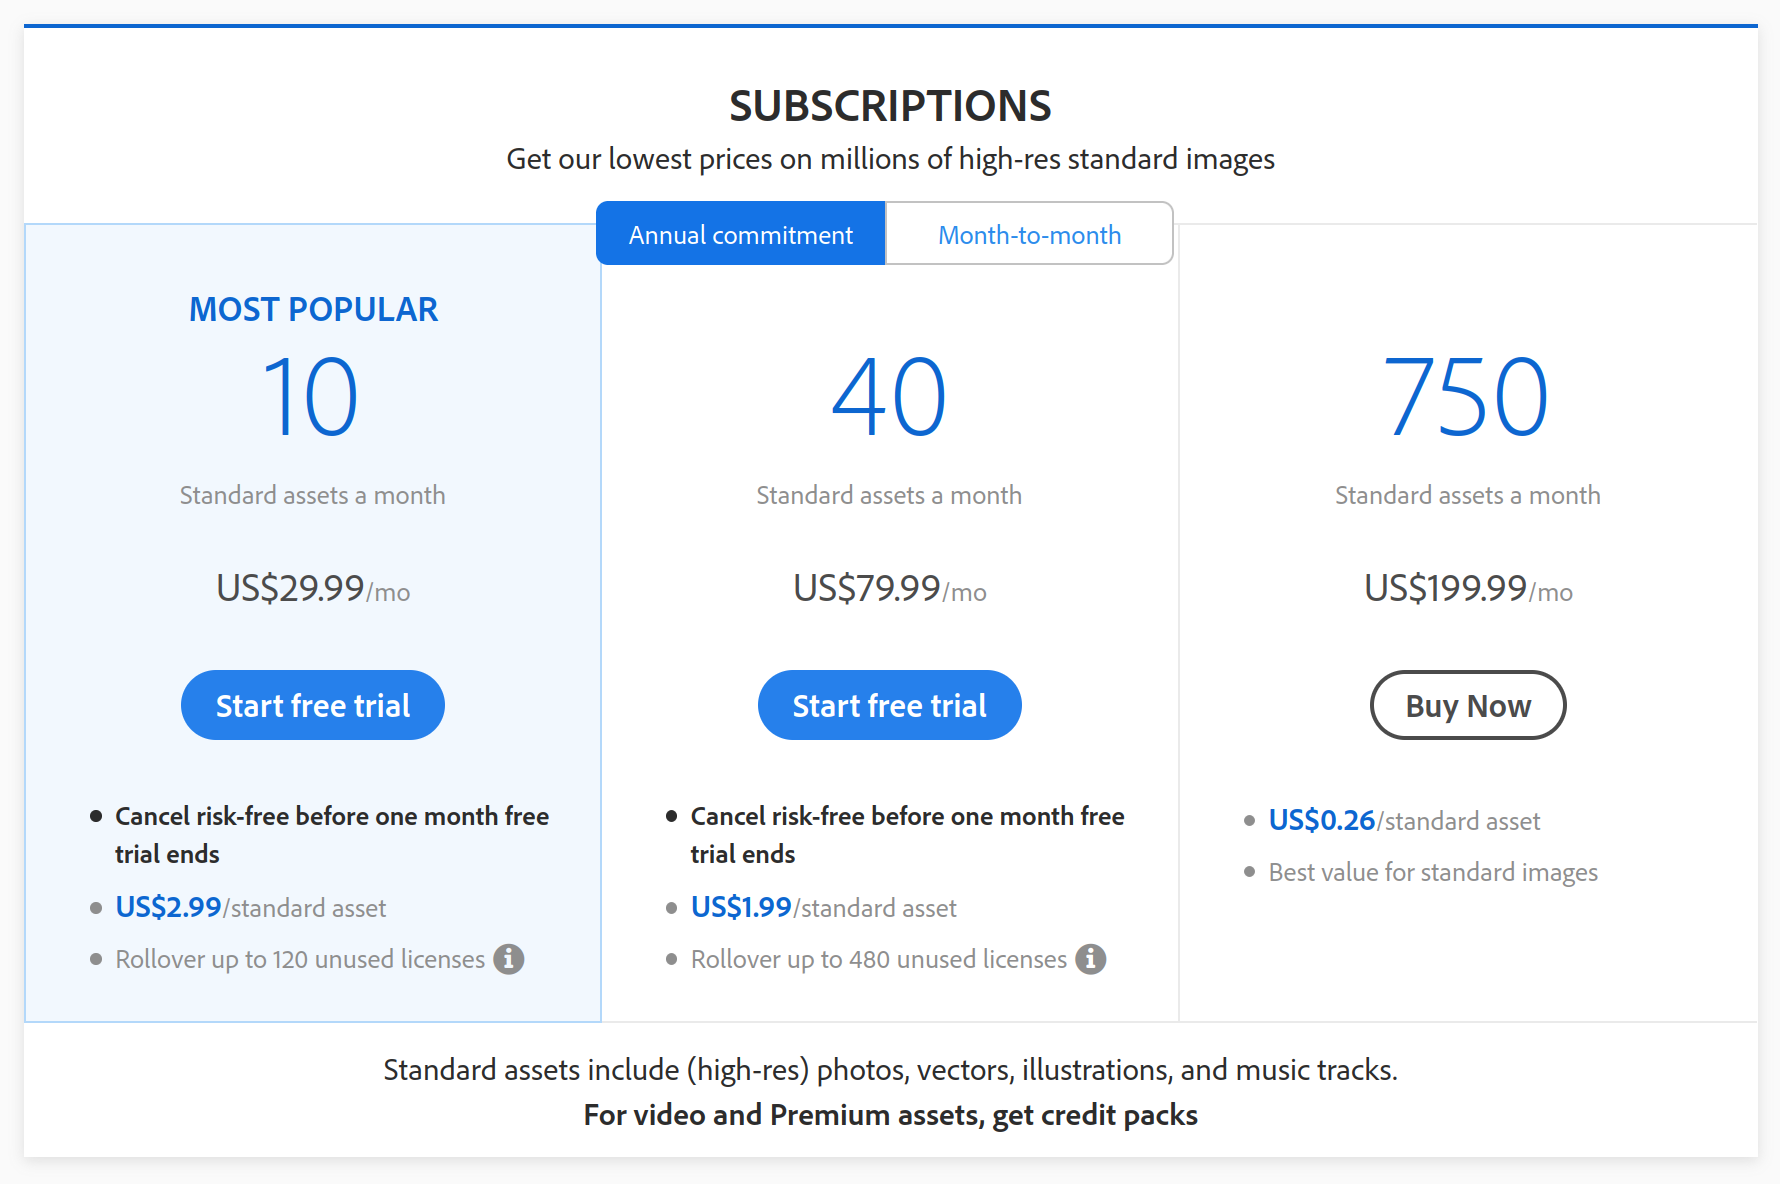 SUBSCRIPTIONS
Get our lowest prices on millions of high-res standard images
Annual commitment
Month-to-month
MOST POPULAR
10
Standard assets a month
US$29.99/mo
Start free trial
Cancel risk-free before one month free
trial ends
US$2.99/standard asset
Rollover up to 120 unused licenses
40
Standard assets a month
US$79.99/mo
Start free trial
Cancel risk-free before one month free
trial ends
US$1.99/standard asset
Rollover up to 480 unused licenses
750
Standard assets a month
US$199.99/mo
Buy Now
US$0.26/standard asset
Best value for standard images
Standard assets include (high-res) photos, vectors, illustrations, and music tracks.
For video and Premium assets, get credit packs